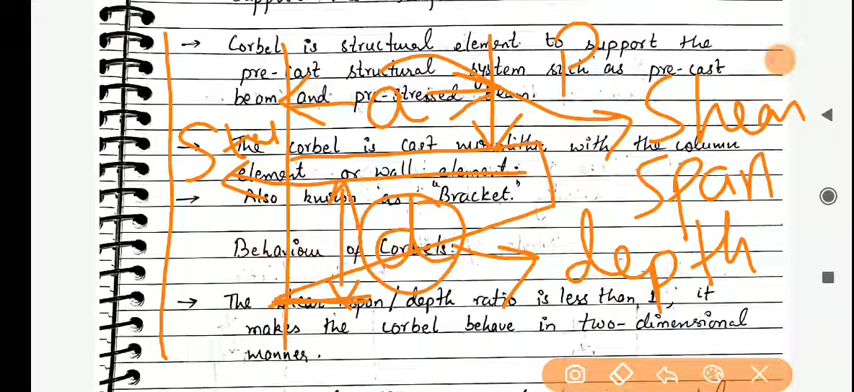 → Corbel is structural element to support the
pre-cast structural system such as pre-cast
beam and pre-stressed beam.
→ The corbel is cast monolithic with the column
element or wall element.
→ Also known as "Bracket."
Behaviour of Corbels:-
→ The shear span/depth ratio is less than 1, it
makes the corbel behave in two-dimensional
manner.
P
a
Shear
span
Steel
d
depth